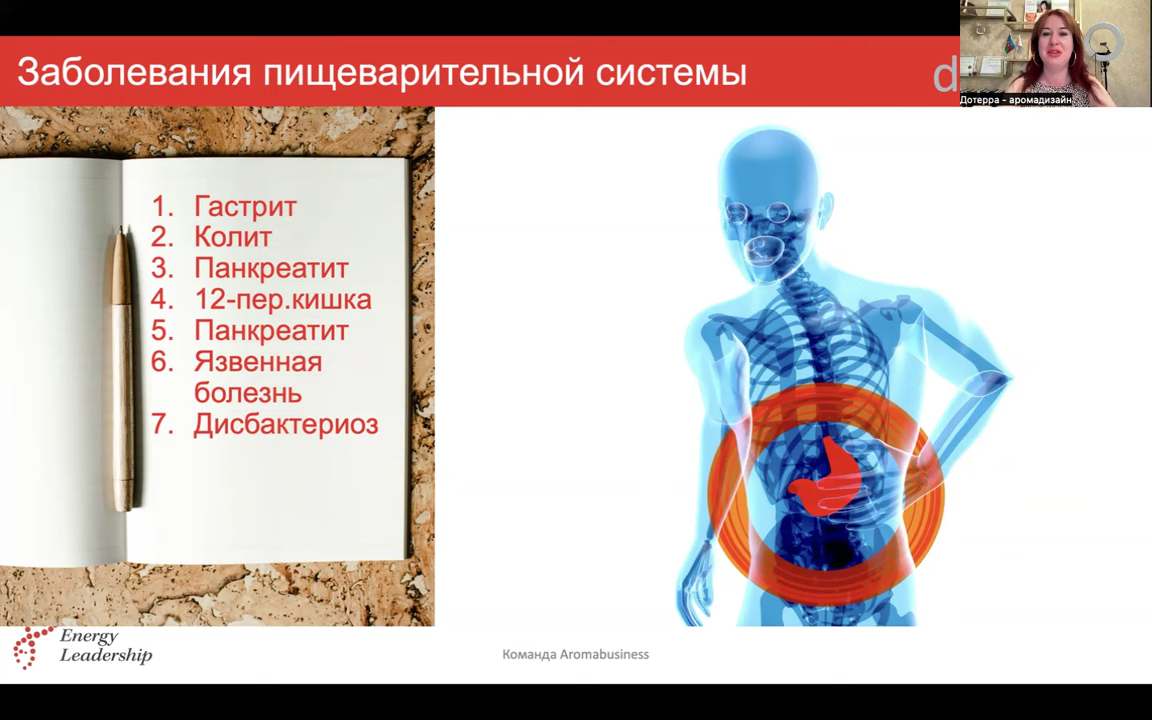 Заболевания пищеварительной системы
d
Дотерра - аромадизайн
1. Гастрит
2. Колит
3. Панкреатит
4. 12-пер.кишка
5. Панкреатит
6. Язвенная
болезнь
7. Дисбактериоз
Energy
Leadership
Команда Aromabusiness